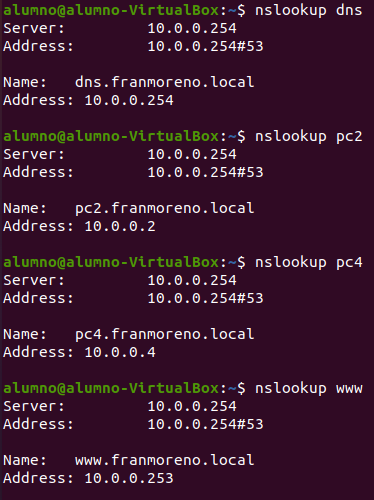 alumno@alumno-VirtualBox:~$ nslookup dns
Server:         10.0.0.254
Address:        10.0.0.254#53

Name:   dns.franmoreno.local
Address: 10.0.0.254

alumno@alumno-VirtualBox:~$ nslookup pc2
Server:         10.0.0.254
Address:        10.0.0.254#53

Name:   pc2.franmoreno.local
Address: 10.0.0.2

alumno@alumno-VirtualBox:~$ nslookup pc4
Server:         10.0.0.254
Address:        10.0.0.254#53

Name:   pc4.franmoreno.local
Address: 10.0.0.4

alumno@alumno-VirtualBox:~$ nslookup www
Server:         10.0.0.254
Address:        10.0.0.254#53

Name:   www.franmoreno.local
Address: 10.0.0.253